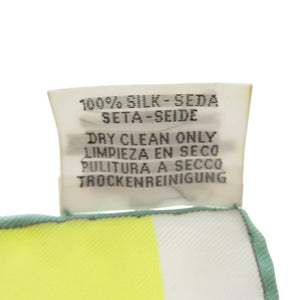 100% SILK - SEDA
SETA - SEIDE
DRY CLEAN ONLY
LIMPIEZA EN SECO
PULITURA A SECCO
TROCKENREINIGUNG